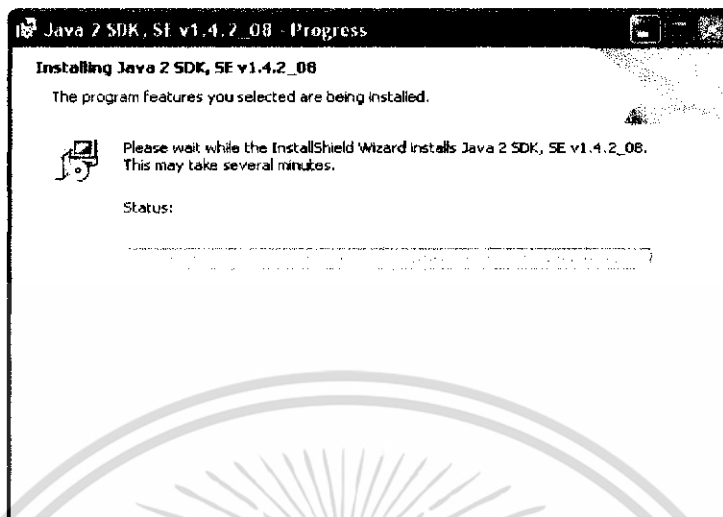 Java 2 SDK, SE v1.4.2_08 - Progress
Installing Java 2 SDK, SE v1.4.2_08
The program features you selected are being installed.
Please wait while the InstallShield Wizard installs Java 2 SDK, SE v1.4.2_08.
This may take several minutes.
Status: